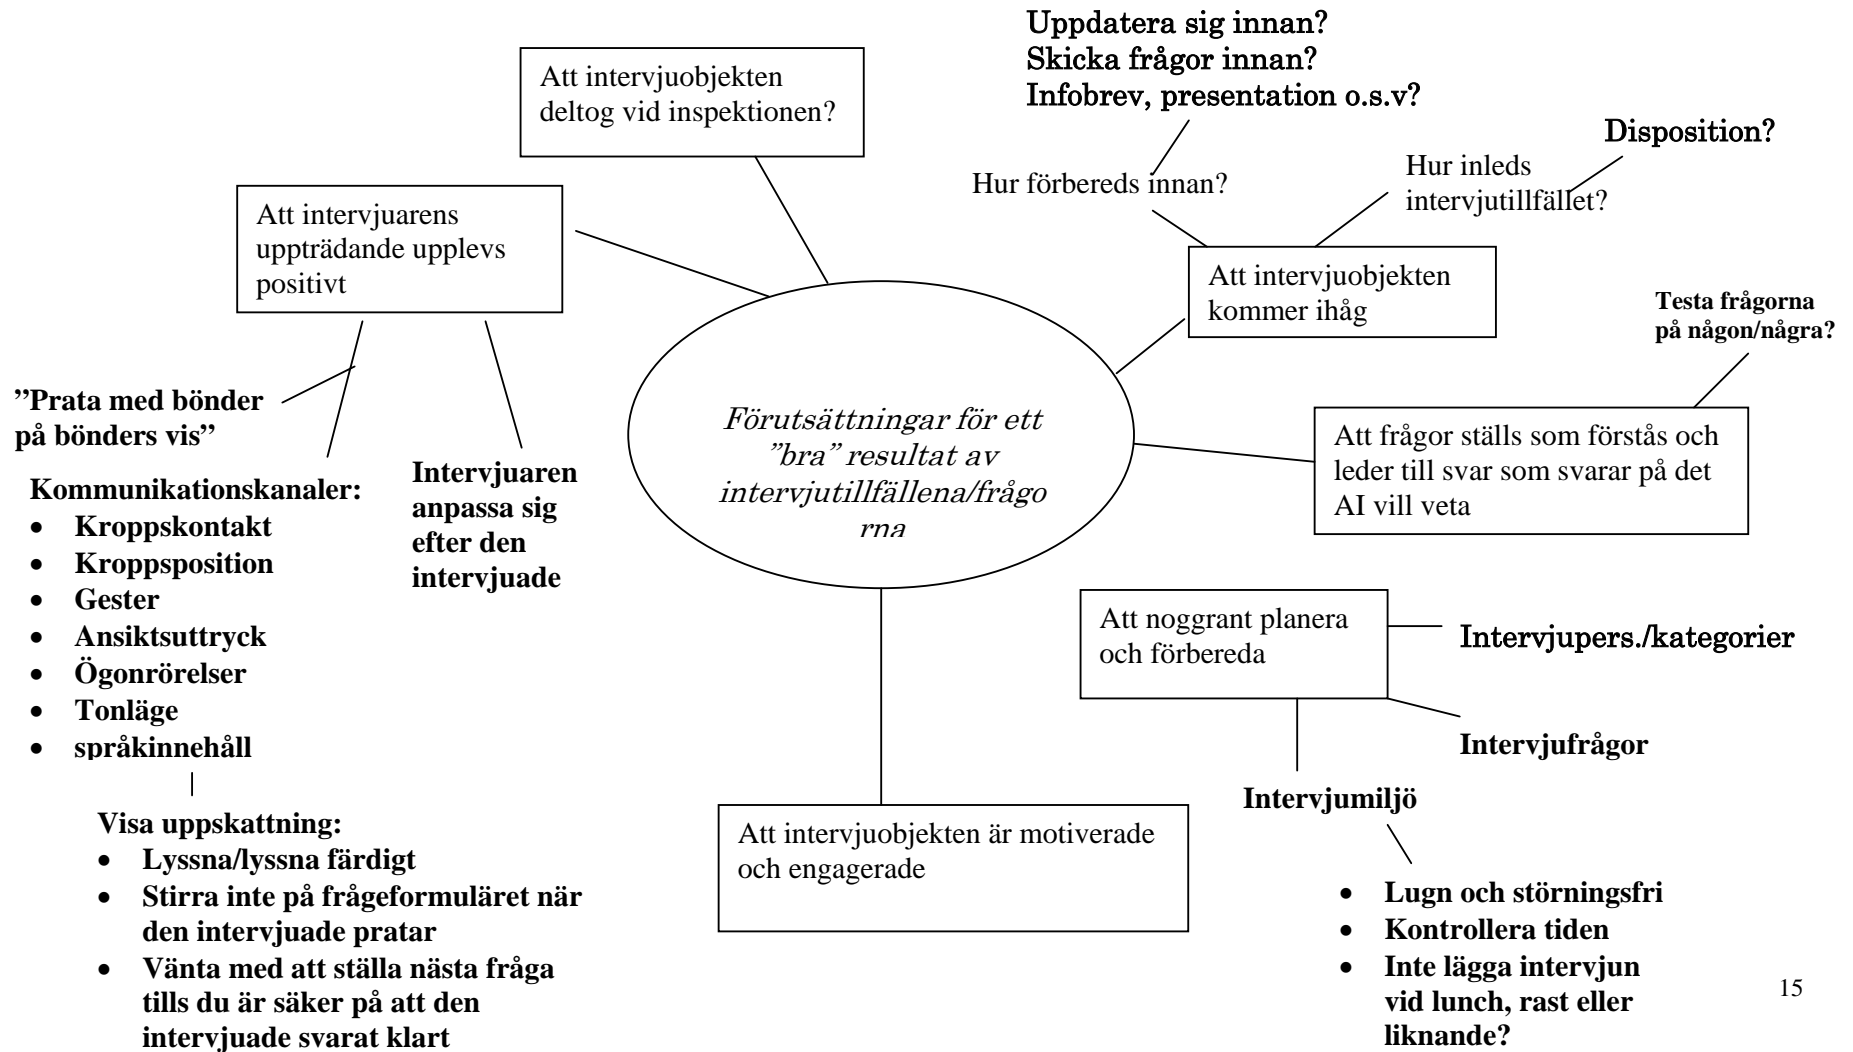 Uppdatera sig innan?
Skicka frågor innan?
Infobrev, presentation o.s.v?
Att intervjuobjekten
deltog vid inspektionen?
Disposition?
Hur förbereds innan?
Hur inleds
intervjutillfället?
Att intervjuarens
uppträdande upplevs
positivt
Att intervjuobjekten
kommer ihåg
Testa frågorna
på någon/några?
”Prata med bönder
på bönders vis”
Förutsättningar för ett
”bra” resultat av
intervjutillfällena/frågo
rna
Att frågor ställs som förstås och
leder till svar som svarar på det
AI vill veta
Kommunikationskanaler:
• Kroppskontakt
• Kroppsposition
• Gester
• Ansiktsuttryck
• Ögonrörelser
• Tonläge
• språkinnehåll
Intervjuaren
anpassa sig
efter den
intervjuade
Att noggrant planera
och förbereda
Intervjupers./kategorier
Intervjufrågor
Intervjumiljö
Visa uppskattning:
• Lyssna/lyssna färdigt
• Stirra inte på frågeformuläret när
den intervjuade pratar
• Vänta med att ställa nästa fråga
tills du är säker på att den
intervjuade svarat klart
Att intervjuobjekten är motiverade
och engagerade
• Lugn och störningsfri
• Kontrollera tiden
• Inte lägga intervjun
vid lunch, rast eller
liknande?
15